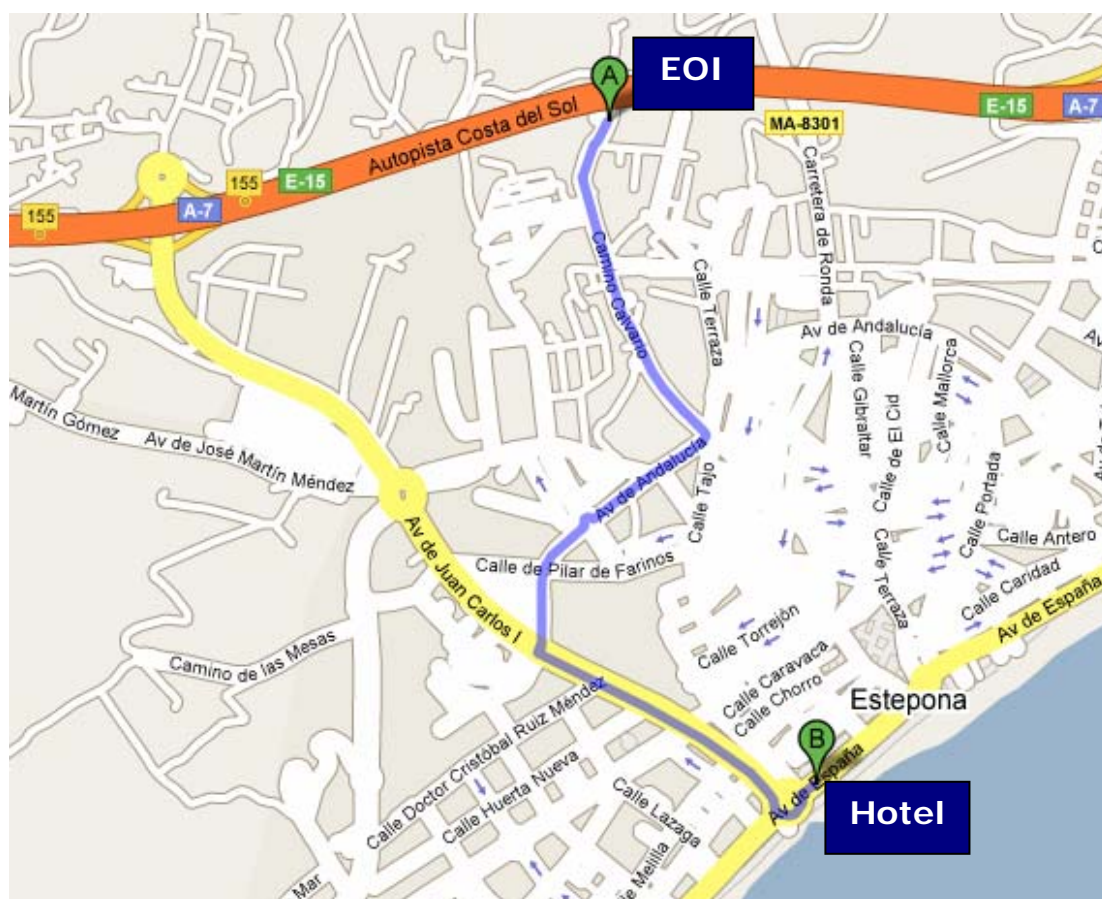 A
EOI
E-15
A-7
MA-8301
Autopista Costa del Sol
155
E-15
155
A-7
Carretera de Ronda
Camino Calvario
Calle Terraza
Av de Andalucía
Calle Gibraltar
Calle Mallorca
Calle de El Cid
Martín Gómez
Av de José Martín Méndez
Av de Andalucía
Calle Tajo
Calle Portada
Calle Antero
Av de Juan Carlos I
Calle de Pilar de Farinos
Calle Terraza
Calle Caridad
Av de España
Calle Torrejón
Camino de las Mesas
Calle Caravaca
Calle Chorro
Estepona
Calle Doctor Cristóbal Ruiz Méndez
B
Av de España
Calle Huerta Nueva
Calle Lazaga
Hotel
le Melilla
Mar